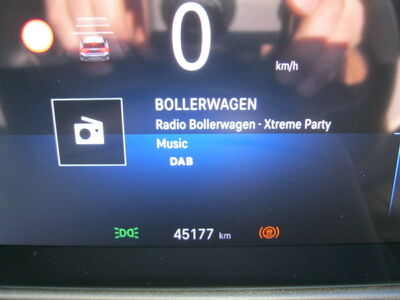 0
km/h
BOLLERWAGEN
Radio Bollerwagen - Xtreme Party
Music
DAB
45177 km